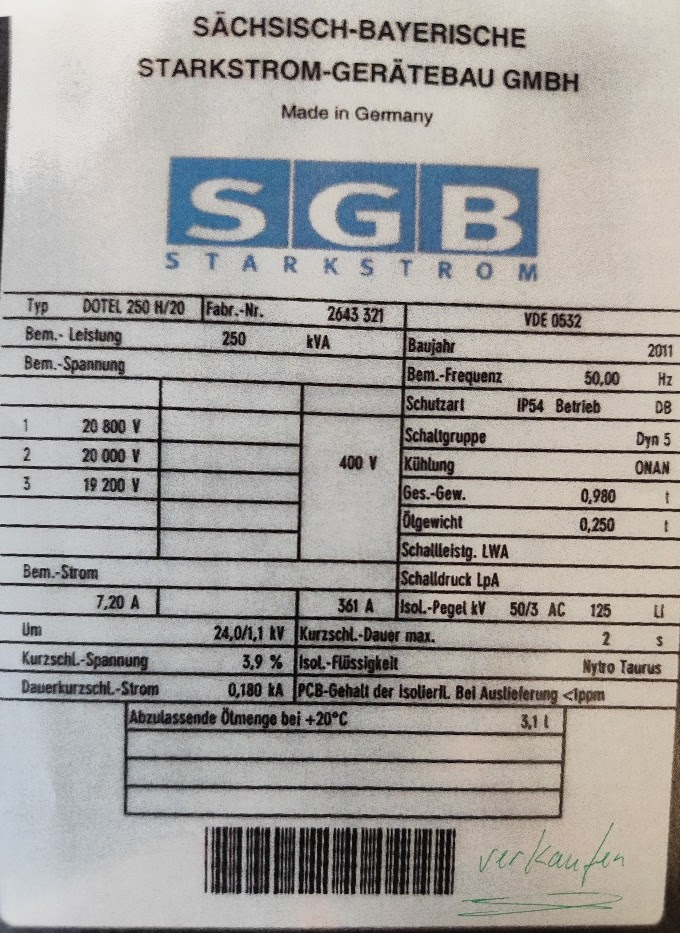 SÄCHSISCH-BAYERISCHE
STARKSTROM-GERÄTEBAU GMBH
Made in Germany
SGB
STARKSTROM
Typ DOTEL 250 H/20 Fabr.-Nr. 2643 321 VDE 0532
Bem.- Leistung 250 kVA
Baujahr 2011
Bem.-Spannung
Bem.-Frequenz 50,00 Hz
Schutzart IP54 Betrieb DB
1 20 800 V
Schaltgruppe Dyn 5
2 20 000 V 400 V Kühlung ONAN
3 19 200 V
Ges.-Gew. 0,980 t
Ölgewicht 0,250 t
Schalleistg. LWA
Bem.-Strom Schalldruck LpA
7,20 A 361 A Isol.-Pegel kV 50/3 AC 125 LI
Um 24,0/1,1 kV Kurzschl.-Dauer max. 2 s
Kurzschl.-Spannung 3,9 % Isol.-Flüssigkeit Nytro Taurus
Dauerkurzschl.-Strom 0,180 kA PCB-Gehalt der Isolierfl. Bei Auslieferung <1ppm
Abzulassende Ölmenge bei +20°C 3,1 l
verkaufen